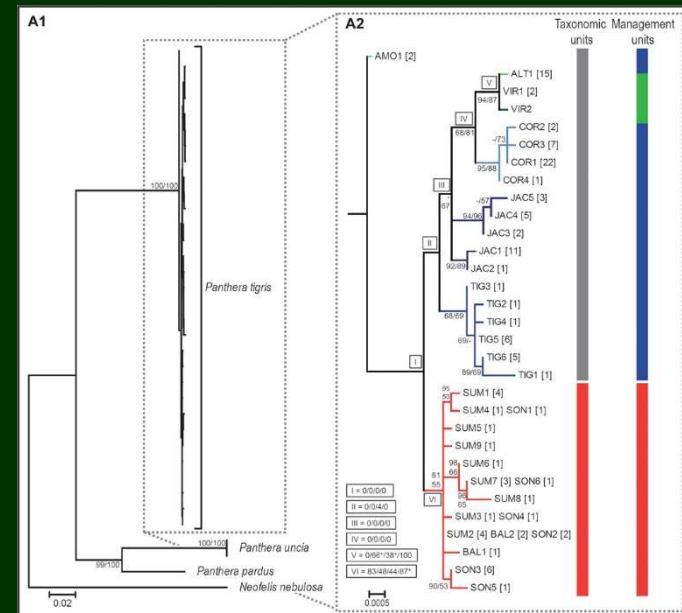 A1
100/100
Panthera tigris
100/100
Panthera uncia
99/100
Panthera pardus
Neofelis nebulosa
0.02
A2
Taxonomic Management
units units
AMO1 [2]
V
ALT1 [15]
94/87
VIR1 [2]
VIR2
IV
68/81
COR2 [2]
-/73
COR3 [7]
COR1 [22]
95/88
COR4 [1]
III
67
JAC5 [3]
-/57
94/96
JAC4 [5]
JAC3 [2]
II
JAC1 [11]
92/89
JAC2 [1]
TIG3 [1]
TIG2 [1]
68/69
TIG4 [1]
69/-
TIG5 [6]
TIG6 [5]
89/69
TIG1 [1]
I
SUM1 [4]
95
50
SUM4 [1] SON1 [1]
SUM5 [1]
SUM9 [1]
SUM6 [1]
98
66
81
55
SUM7 [3] SON6 [1]
96
65
SUM8 [1]
VI
SUM3 [1] SON4 [1]
SUM2 [4] BAL2 [2] SON2 [2]
BAL1 [1]
SON3 [6]
90/53
SON5 [1]
I = 0/0/0/0
II = 0/0/4/0
III = 0/0/0/0
IV = 0/0/0/0
V = 0/66*/38*/100
VI = 83/48/44/87*
0.0005